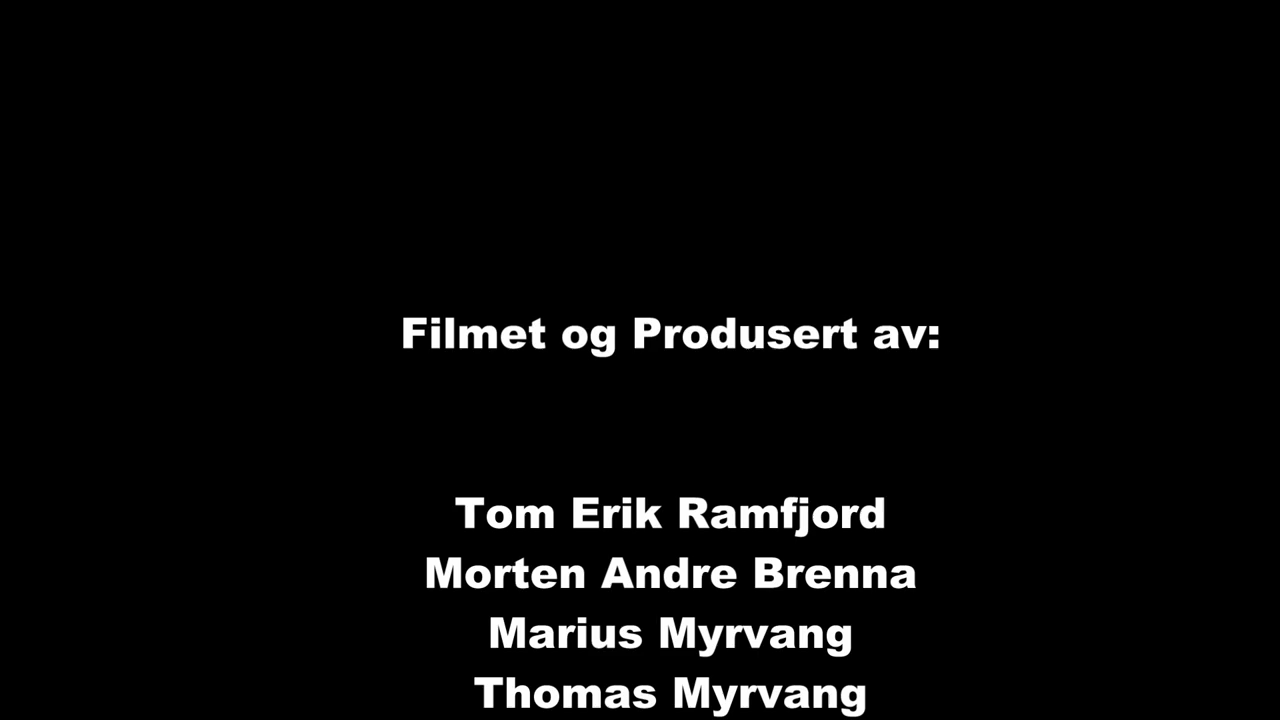 Filmet og Produsert av:
Tom Erik Ramfjord
Morten Andre Brenna
Marius Myrvang
Thomas Myrvang